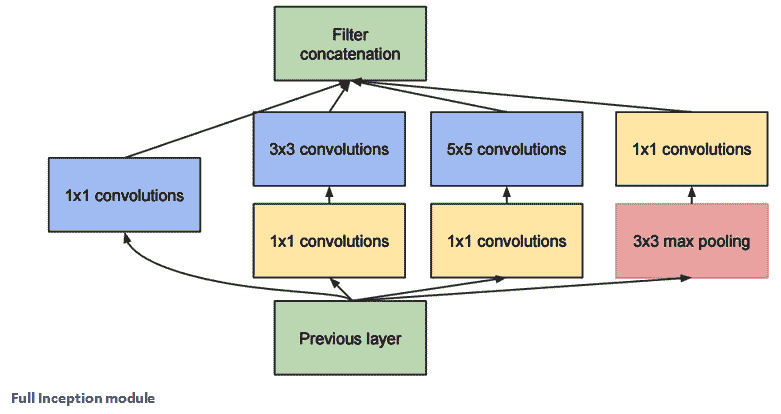 Filter
concatenation
3x3 convolutions
5x5 convolutions
1x1 convolutions
1x1 convolutions
1x1 convolutions
1x1 convolutions
3x3 max pooling
Previous layer
Full Inception module